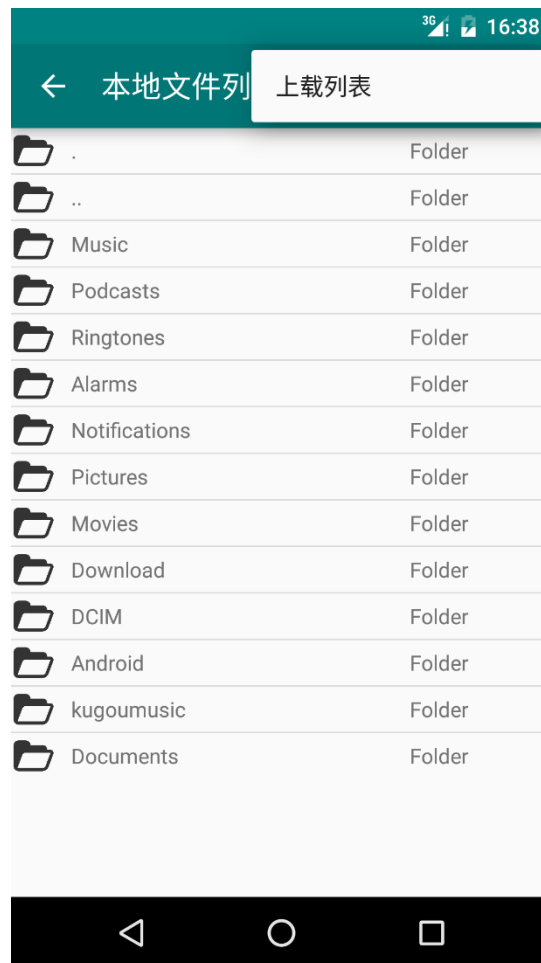 3G 16:38
本地文件列 上载列表
. Folder
.. Folder
Music Folder
Podcasts Folder
Ringtones Folder
Alarms Folder
Notifications Folder
Pictures Folder
Movies Folder
Download Folder
DCIM Folder
Android Folder
kugoumusic Folder
Documents Folder